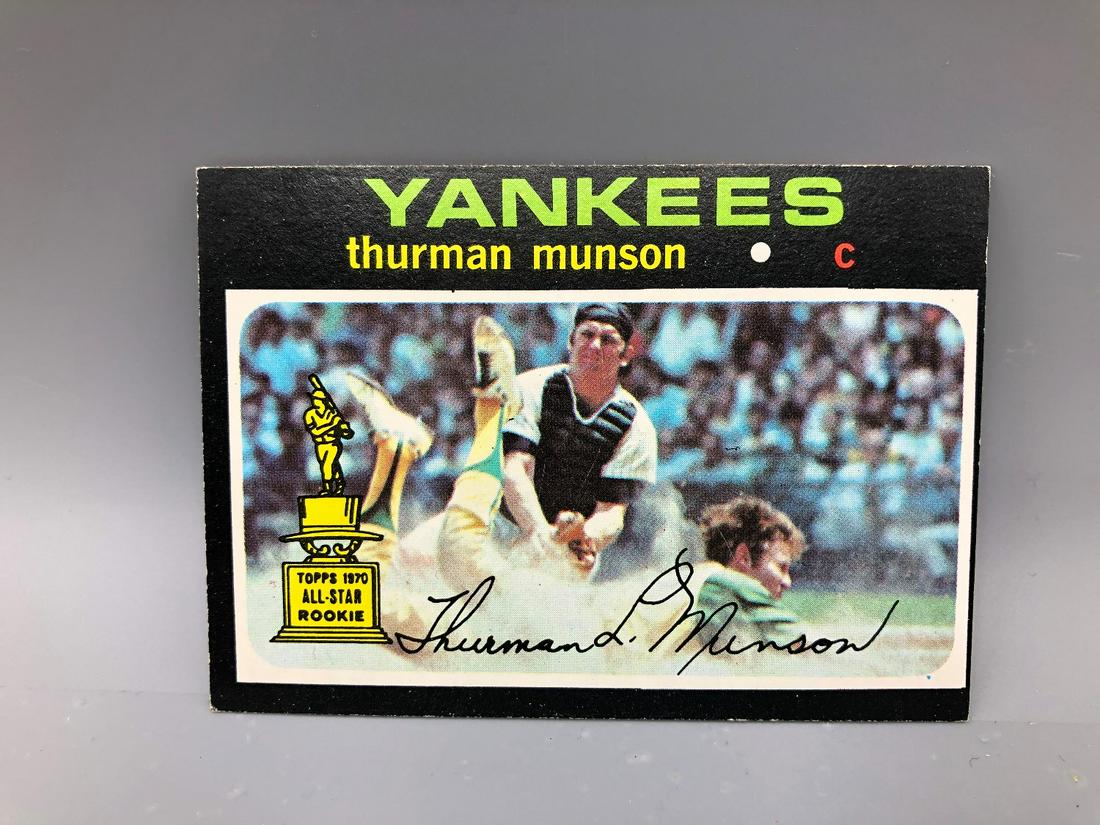 YANKEES
thurman munson • c
TOPPS 1970
ALL-STAR
ROOKIE
Thurman L. Munson